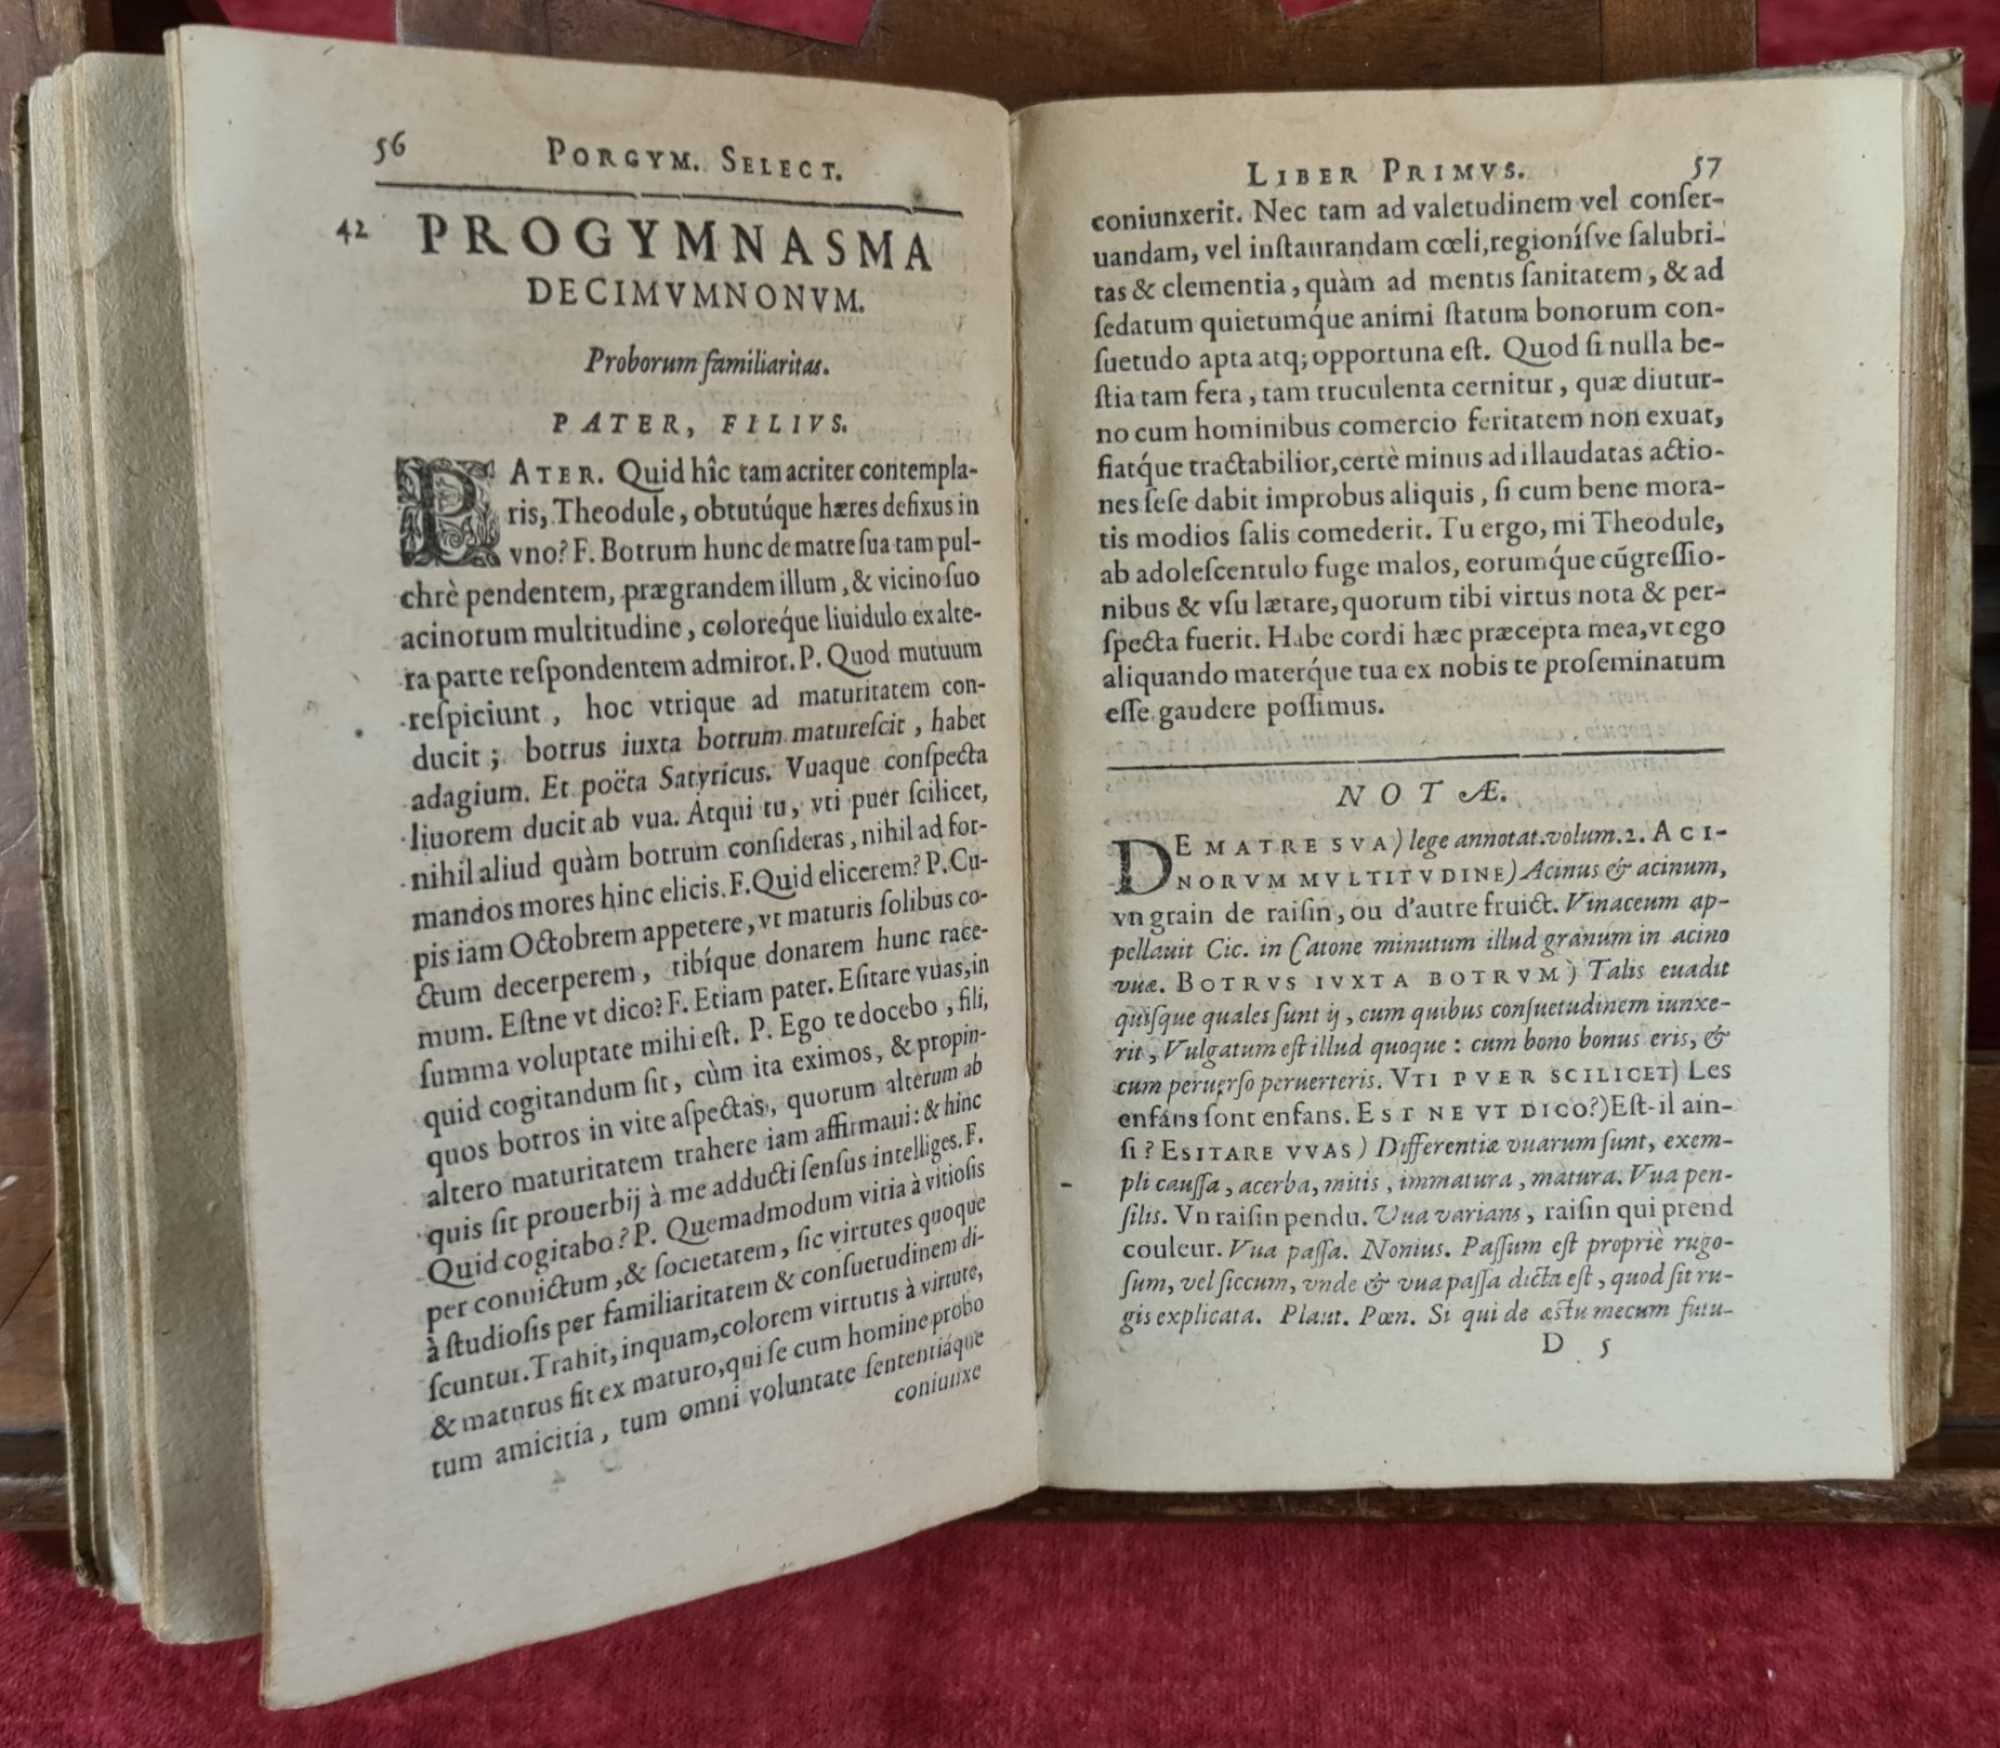 56 PORGYM. SELECT.
42 PROGYMNASMA
DECIMVMNONVM.
Proborum familiaritas.
PATER, FILIVS.
PATER. Quid hîc tam acriter contempla-
ris, Theodule, obtutúque hæres defixus in
vno? F. Botrum hunc de matre ſua tam pul-
chrè pendentem, prægrandem illum, & vicino ſuo
acinorum multitudine, coloreq́ue liuidulo ex alte-
ra parte reſpondentem admiror. P. Quod mutuum
reſpiciunt, hoc vtrique ad maturitatem con-
ducit; botrus iuxta botrum matureſcit, habet
adagium. Et poëta Satyricus. Vuaque conſpecta
liuorem ducit ab vua. Atqui tu, vti puer ſcilicet,
nihil aliud quàm botrum conſideras, nihil ad for-
mandos mores hinc elicis. F. Quid elicerem? P. Cu-
pis iam Octobrem appetere, vt maturis ſolibus co-
ctum decerperem, tibíque donarem hunc race-
mum. Eſtne vt dico? F. Etiam pater. Eſitare vuas, in
ſumma voluptate mihi eſt. P. Ego te docebo, fili,
quid cogitandum ſit, cùm ita eximos, & propin-
quos botros in vite aſpectas, quorum alterum ab
altero maturitatem trahere iam affirmaui: & hinc
quis ſit prouerbij à me adducti ſenſus intelliges. F.
Quid cogitabo? P. Quemadmodum vitia à vitioſis
per conuictum, & ſocietatem, ſic virtutes quoque
à ſtudioſis per familiaritatem & conſuetudinem di-
ſcuntur. Trahit, inquam, colorem virtutis à virtute,
& maturus fit ex maturo, qui ſe cum homine probo
tum amicitia, tum omni voluntate ſententiáque
coniunxe
LIBER PRIMVS. 57
coniunxerit. Nec tam ad valetudinem vel conſer-
uandam, vel inſtaurandam cœli, regioníſve ſalubri-
tas & clementia, quàm ad mentis ſanitatem, & ad
ſedatum quietumq́ue animi ſtatum bonorum con-
ſuetudo apta atq; opportuna eſt. Quod ſi nulla be-
ſtia tam fera, tam truculenta cernitur, quæ diutur-
no cum hominibus comercio feritatem non exuat,
fiatq́ue tractabilior, certè minus ad illaudatas actio-
nes ſeſe dabit improbus aliquis, ſi cum bene mora-
tis modios ſalis comederit. Tu ergo, mi Theodule,
ab adoleſcentulo fuge malos, eorumq́ue cũgreſſio-
nibus & vſu lætare, quorum tibi virtus nota & per-
ſpecta fuerit. Habe cordi hæc præcepta mea, vt ego
aliquando materq́ue tua ex nobis te proſeminatum
eſſe gaudere poſſimus.
NOTÆ.
DE MATRE SVA) lege annotat. volum. 2. ACI-
NORVM MVLTITVDINE) Acinus & acinum,
vn grain de raiſin, ou d'autre fruict. Vinaceum ap-
pellauit Cic. in Catone minutum illud granum in acino
vuæ. BOTRVS IVXTA BOTRVM) Talis euadit
quiſque quales ſunt ij, cum quibus conſuetudinem iunxe-
rit, Vulgatum eſt illud quoque: cum bono bonus eris, &
cum peruerſo peruerteris. VTI PVER SCILICET) Les
enfans ſont enfans. EST NE VT DICO?) Eſt-il ain-
ſi? ESITARE VVAS) Differentiæ vuarum ſunt, exem-
pli cauſſa, acerba, mitis, immatura, matura. Vua pen-
ſilis. Vn raiſin pendu. Vua varians, raiſin qui prend
couleur. Vua paſſa. Nonius. Paſſum eſt propriè rugo-
ſum, vel ſiccum, vnde & vua paſſa dicta eſt, quod ſit ru-
gis explicata. Plaut. Pœn. Si qui de æſtu mecum futu-
D 5